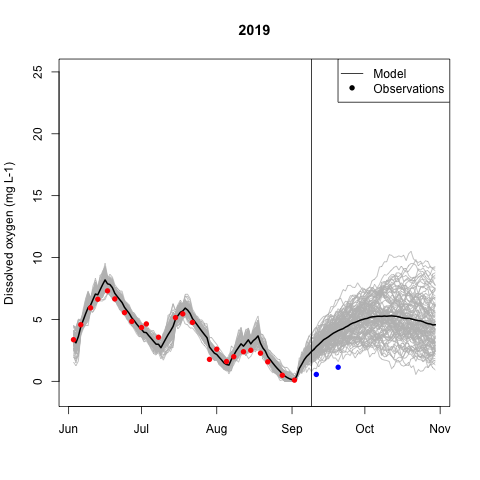 2019
Model
Observations
Dissolved oxygen (mg L-1)
25
20
15
10
5
0
Jun Jul Aug Sep Oct Nov